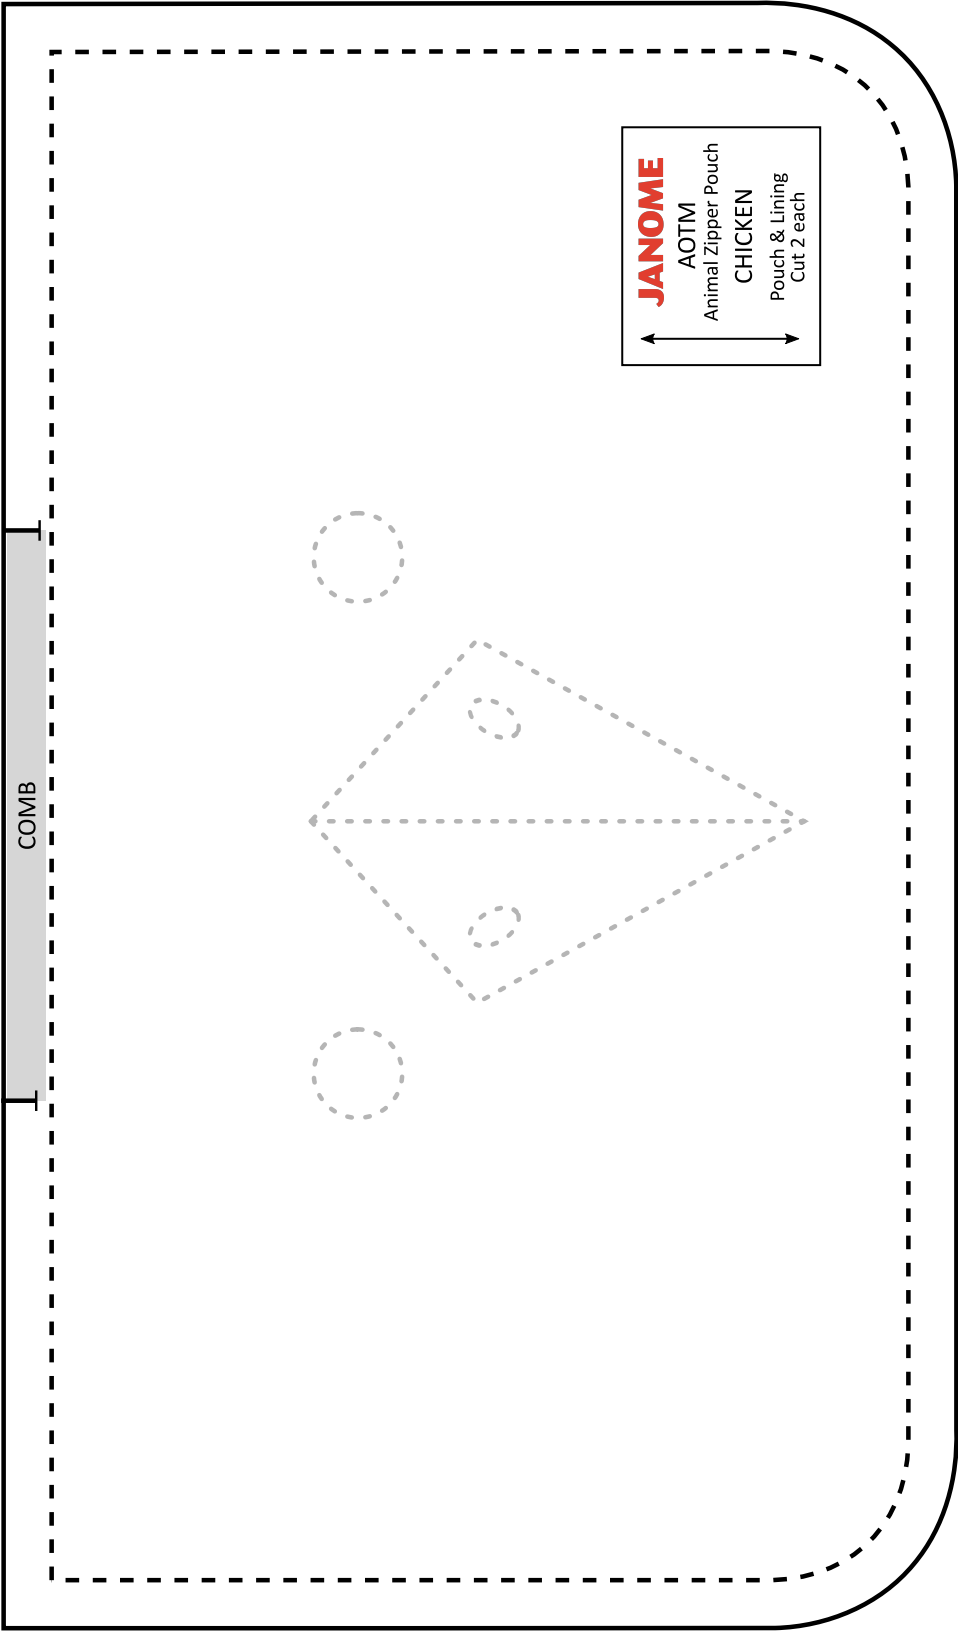 COMB
JANOME
AOTM
Animal Zipper Pouch
CHICKEN
Pouch & Lining
Cut 2 each